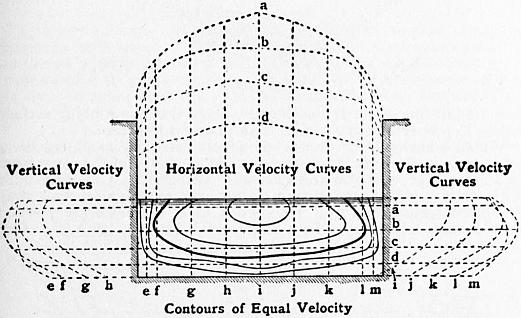 a
b
c
d
Vertical Velocity
Curves
Horizontal Velocity Curves
Vertical Velocity
Curves
a
b
c
d
e f g h e f g h i j k l m i j k l m
Contours of Equal Velocity